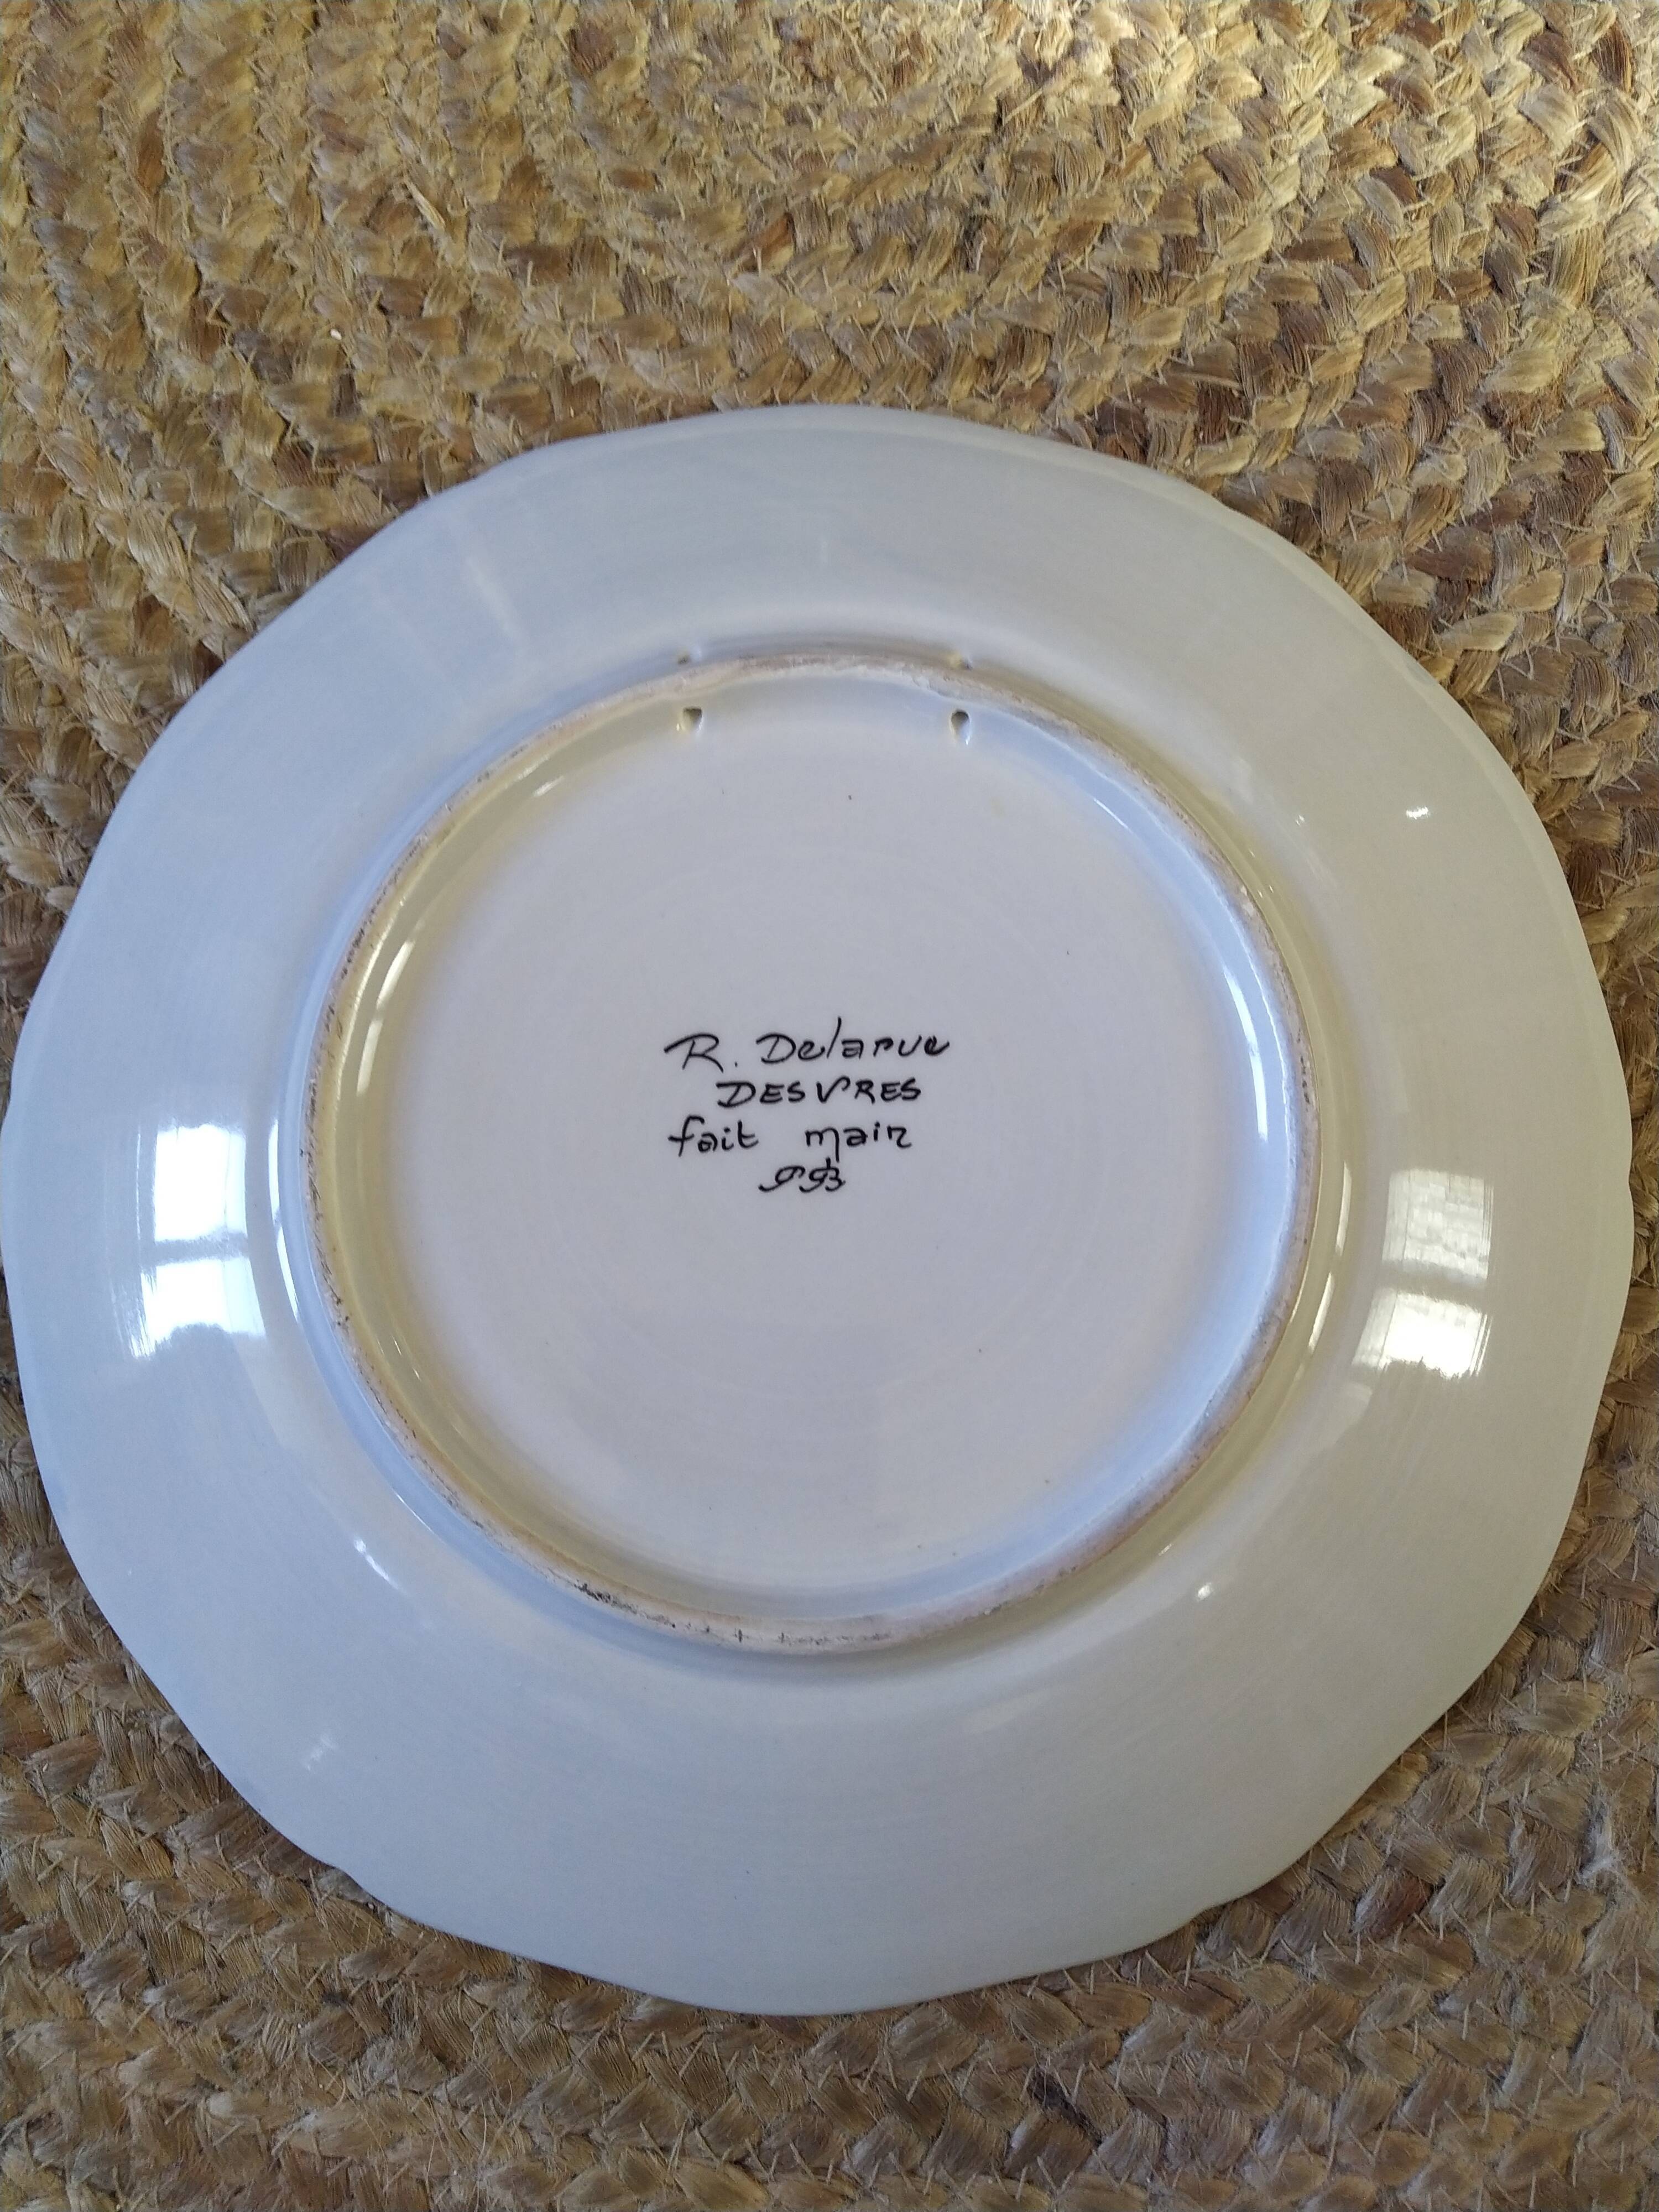 R. Delarue
DESVRES
fait main